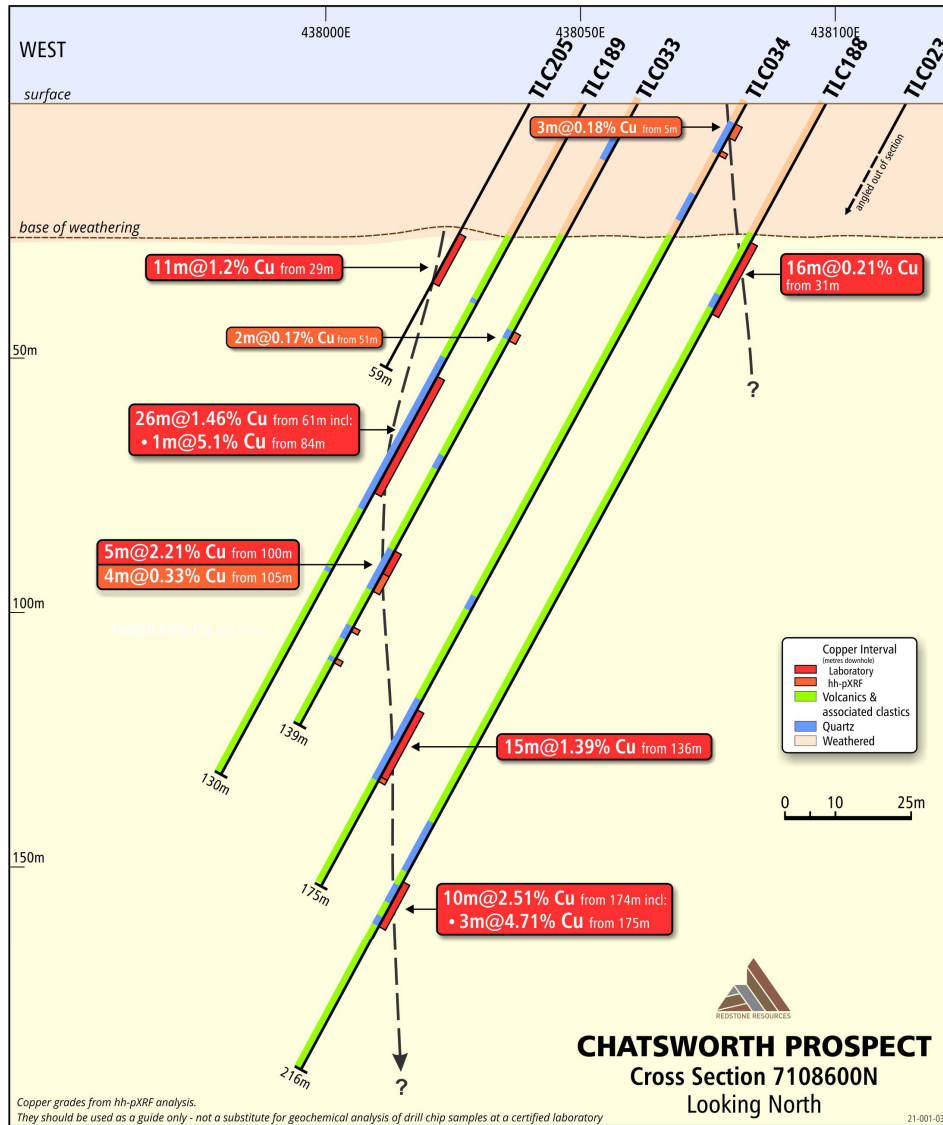 438000E
438050E
438100E
WEST
TLC205
TLC189
TLC033
TLC034
TLC188
TLC023
surface
3m@0.18% Cu from 5m
angled out of section
base of weathering
11m@1.2% Cu from 29m
16m@0.21% Cu
from 31m
2m@0.17% Cu from 51m
50m
59m
?
26m@1.46% Cu from 61m incl:
• 1m@5.1% Cu from 84m
5m@2.21% Cu from 100m
4m@0.33% Cu from 105m
100m
Copper Interval
(metres downhole)
Laboratory
hh-pXRF
Volcanics &
associated clastics
Quartz
Weathered
139m
15m@1.39% Cu from 136m
130m
0 10 25m
150m
175m
10m@2.51% Cu from 174m incl:
• 3m@4.71% Cu from 175m
REDSTONE RESOURCES
216m
?
CHATSWORTH PROSPECT
Cross Section 7108600N
Looking North
Copper grades from hh-pXRF analysis.
They should be used as a guide only - not a substitute for geochemical analysis of drill chip samples at a certified laboratory
21-001-03